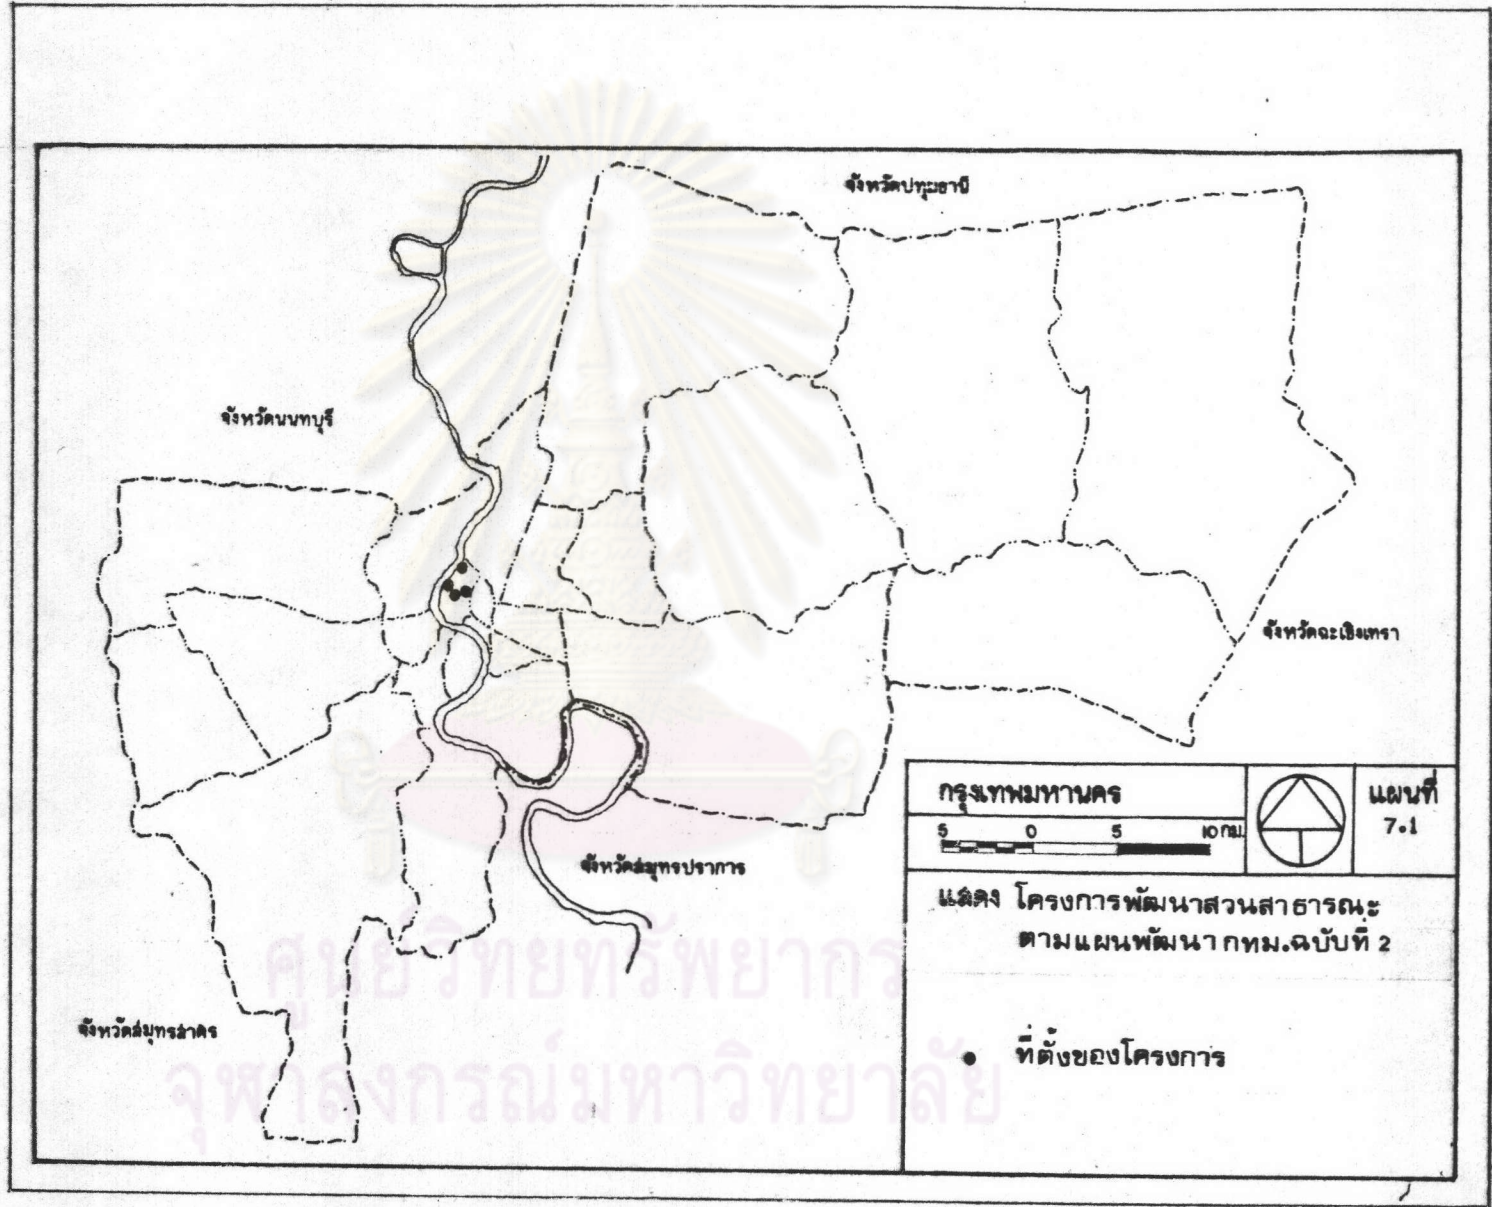 จังหวัดปทุมธานี
จังหวัดนนทบุรี
จังหวัดฉะเชิงเทรา
จังหวัดสมุทรปราการ
จังหวัดสมุทรสาคร
กรุงเทพมหานคร
5 0 5 10 กม.
แผนที่
7.1
แสดง โครงการพัฒนาสวนสาธารณะ
ตามแผนพัฒนา กทม.ฉบับที่ 2
ที่ตั้งของโครงการ
ศูนย์วิทยทรัพยากร
จุฬาลงกรณ์มหาวิทยาลัย